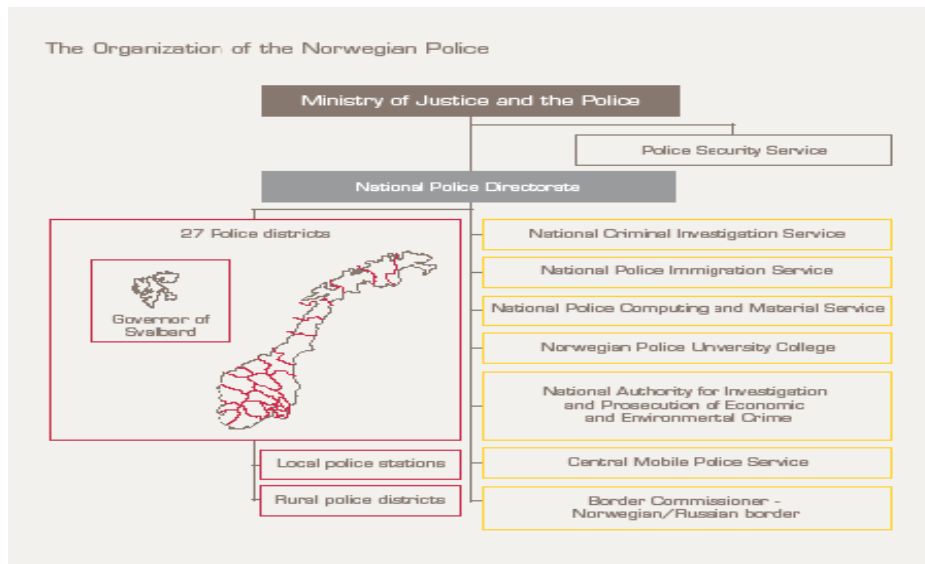 The Organization of the Norwegian Police
Ministry of Justice and the Police
Police Security Service
National Police Directorate
27 Police districts
Governor of
Svalbard
Local police stations
Rural police districts
National Criminal Investigation Service
National Police Immigration Service
National Police Computing and Material Service
Norwegian Police Unversity College
National Authority for Investigation
and Prosecution of Economic
and Environmertal Crime
Central Mobile Police Service
Border Commissioner -
Norwegian/Russian border